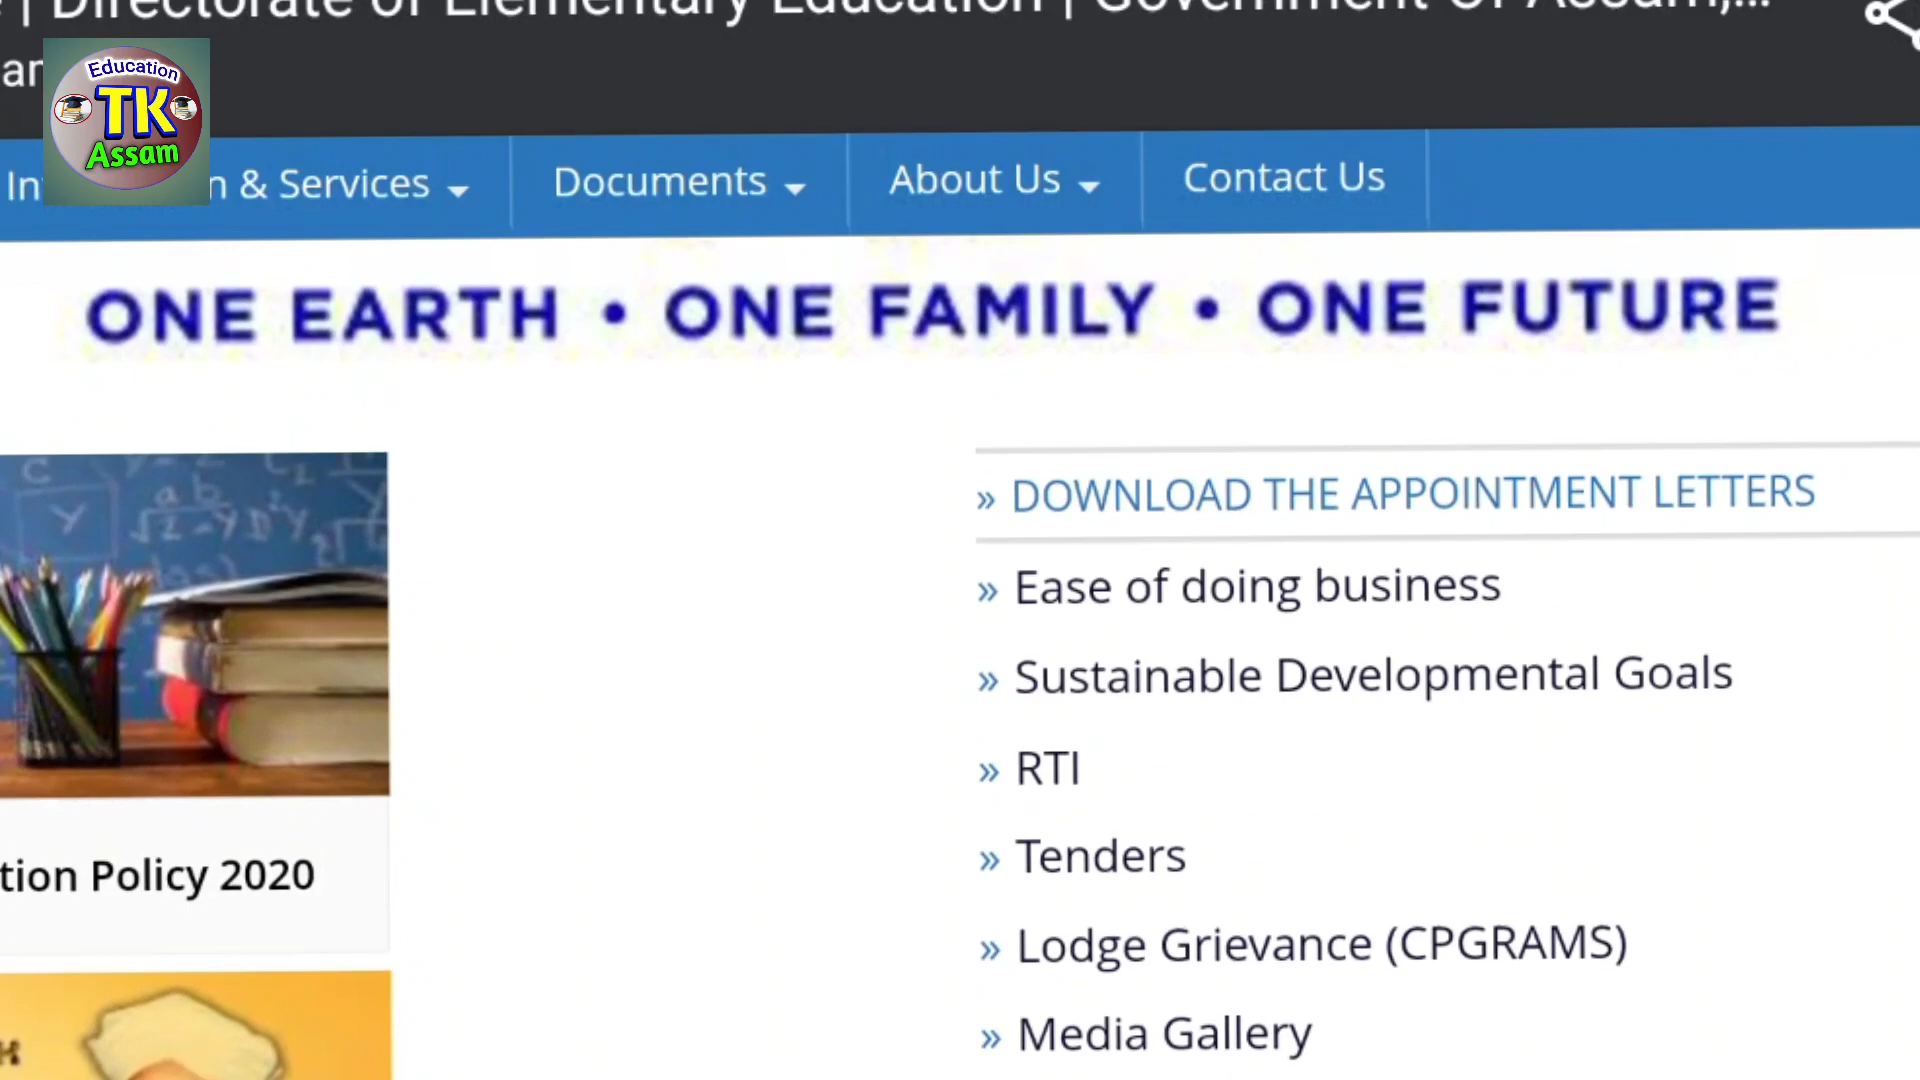 | Directorate of Elementary Education | Government Of Assam,...
Education
TK
Assam
& Services
Documents
About Us
Contact Us
ONE EARTH • ONE FAMILY • ONE FUTURE
» DOWNLOAD THE APPOINTMENT LETTERS
» Ease of doing business
» Sustainable Developmental Goals
» RTI
» Tenders
» Lodge Grievance (CPGRAMS)
» Media Gallery
tion Policy 2020